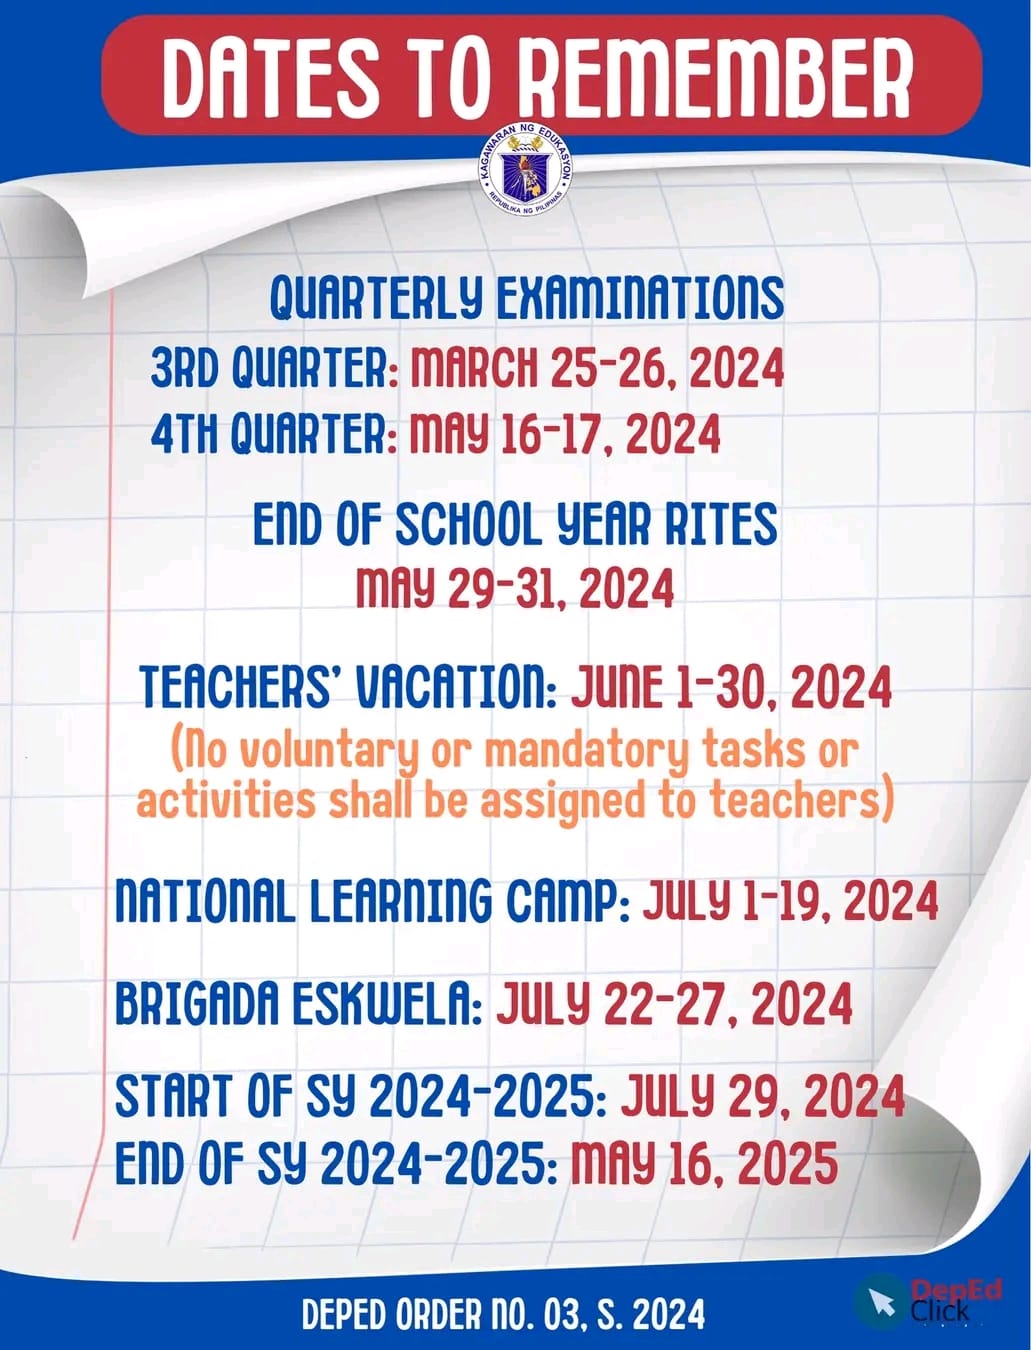 DATES TO REMEMBER
KAGAWARAN NG EDUKASYON
REPUBLIKA NG PILIPINAS
QUARTERLY EXAMINATIONS
3RD QUARTER: MARCH 25-26, 2024
4TH QUARTER: MAY 16-17, 2024
END OF SCHOOL YEAR RITES
MAY 29-31, 2024
TEACHERS' VACATION: JUNE 1-30, 2024
(No voluntary or mandatory tasks or
activities shall be assigned to teachers)
NATIONAL LEARNING CAMP: JULY 1-19, 2024
BRIGADA ESKWELA: JULY 22-27, 2024
START OF SY 2024-2025: JULY 29, 2024
END OF SY 2024-2025: MAY 16, 2025
DEPED ORDER NO. 03, S. 2024
DepEd
Click